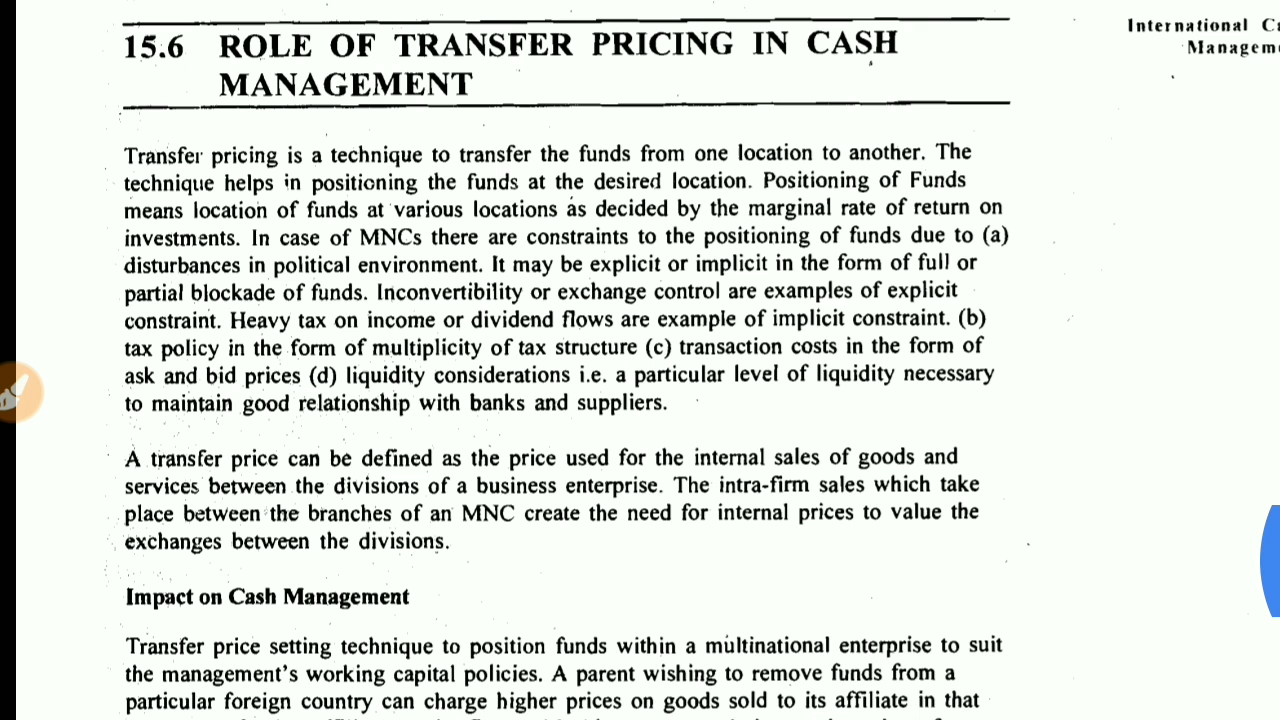 International
Managem
15.6 ROLE OF TRANSFER PRICING IN CASH
MANAGEMENT
Transfer pricing is a technique to transfer the funds from one location to another. The
technique helps in positioning the funds at the desired location. Positioning of Funds
means location of funds at various locations as decided by the marginal rate of return on
investments. In case of MNCs there are constraints to the positioning of funds due to (a)
disturbances in political environment. It may be explicit or implicit in the form of full or
partial blockade of funds. Inconvertibility or exchange control are examples of explicit
constraint. Heavy tax on income or dividend flows are example of implicit constraint. (b)
tax policy in the form of multiplicity of tax structure (c) transaction costs in the form of
ask and bid prices (d) liquidity considerations i.e. a particular level of liquidity necessary
to maintain good relationship with banks and suppliers.
A transfer price can be defined as the price used for the internal sales of goods and
services between the divisions of a business enterprise. The intra-firm sales which take
place between the branches of an MNC create the need for internal prices to value the
exchanges between the divisions.
Impact on Cash Management
Transfer price setting technique to position funds within a multinational enterprise to suit
the management's working capital policies. A parent wishing to remove funds from a
particular foreign country can charge higher prices on goods sold to its affiliate in that